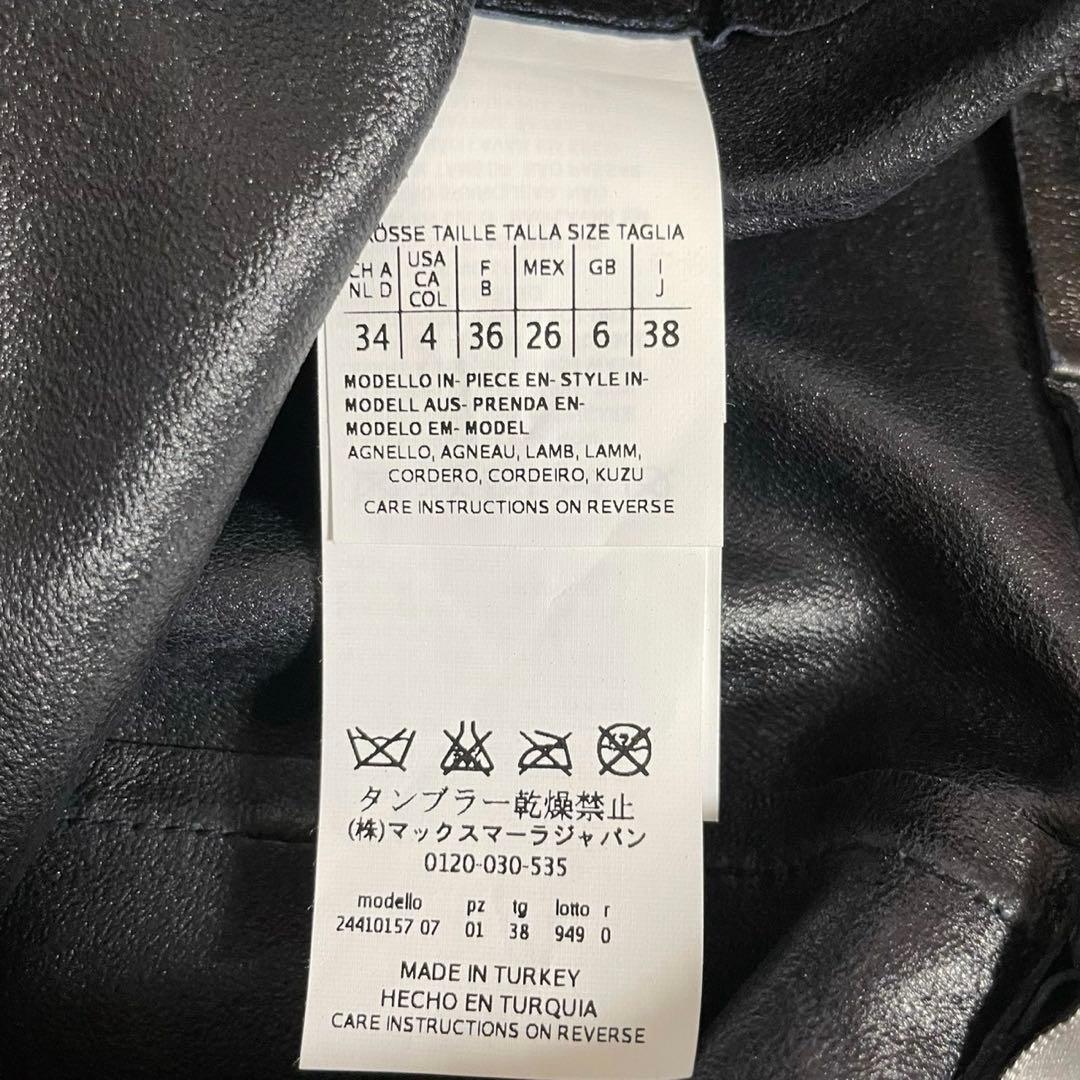 GRÖSSE TAILLE TALLA SIZE TAGLIA
CH A NL D | USA CA COL | F B | MEX | GB | I J
34 | 4 | 36 | 26 | 6 | 38
MODELLO IN- PIECE EN- STYLE IN-
MODELL AUS- PRENDA EN-
MODELO EM- MODEL
AGNELLO, AGNEAU, LAMB, LAMM,
CORDERO, CORDEIRO, KUZU
CARE INSTRUCTIONS ON REVERSE
タンブラー乾燥禁止
(株)マックスマーラジャパン
0120-030-535
modello pz tg lotto r
24410157 07 01 38 949 0
MADE IN TURKEY
HECHO EN TURQUIA
CARE INSTRUCTIONS ON REVERSE